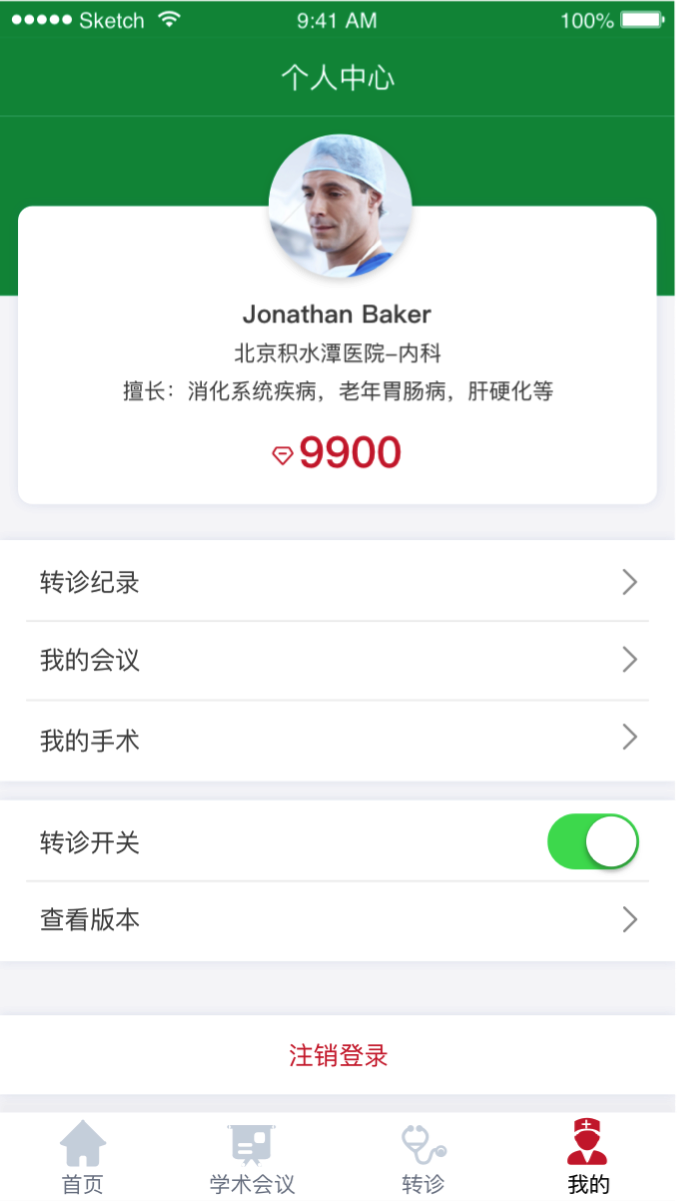 Sketch 9:41 AM 100%
个人中心
Jonathan Baker
北京积水潭医院-内科
擅长：消化系统疾病，老年胃肠病，肝硬化等
9900
转诊纪录
我的会议
我的手术
转诊开关
查看版本
注销登录
首页 学术会议 转诊 我的